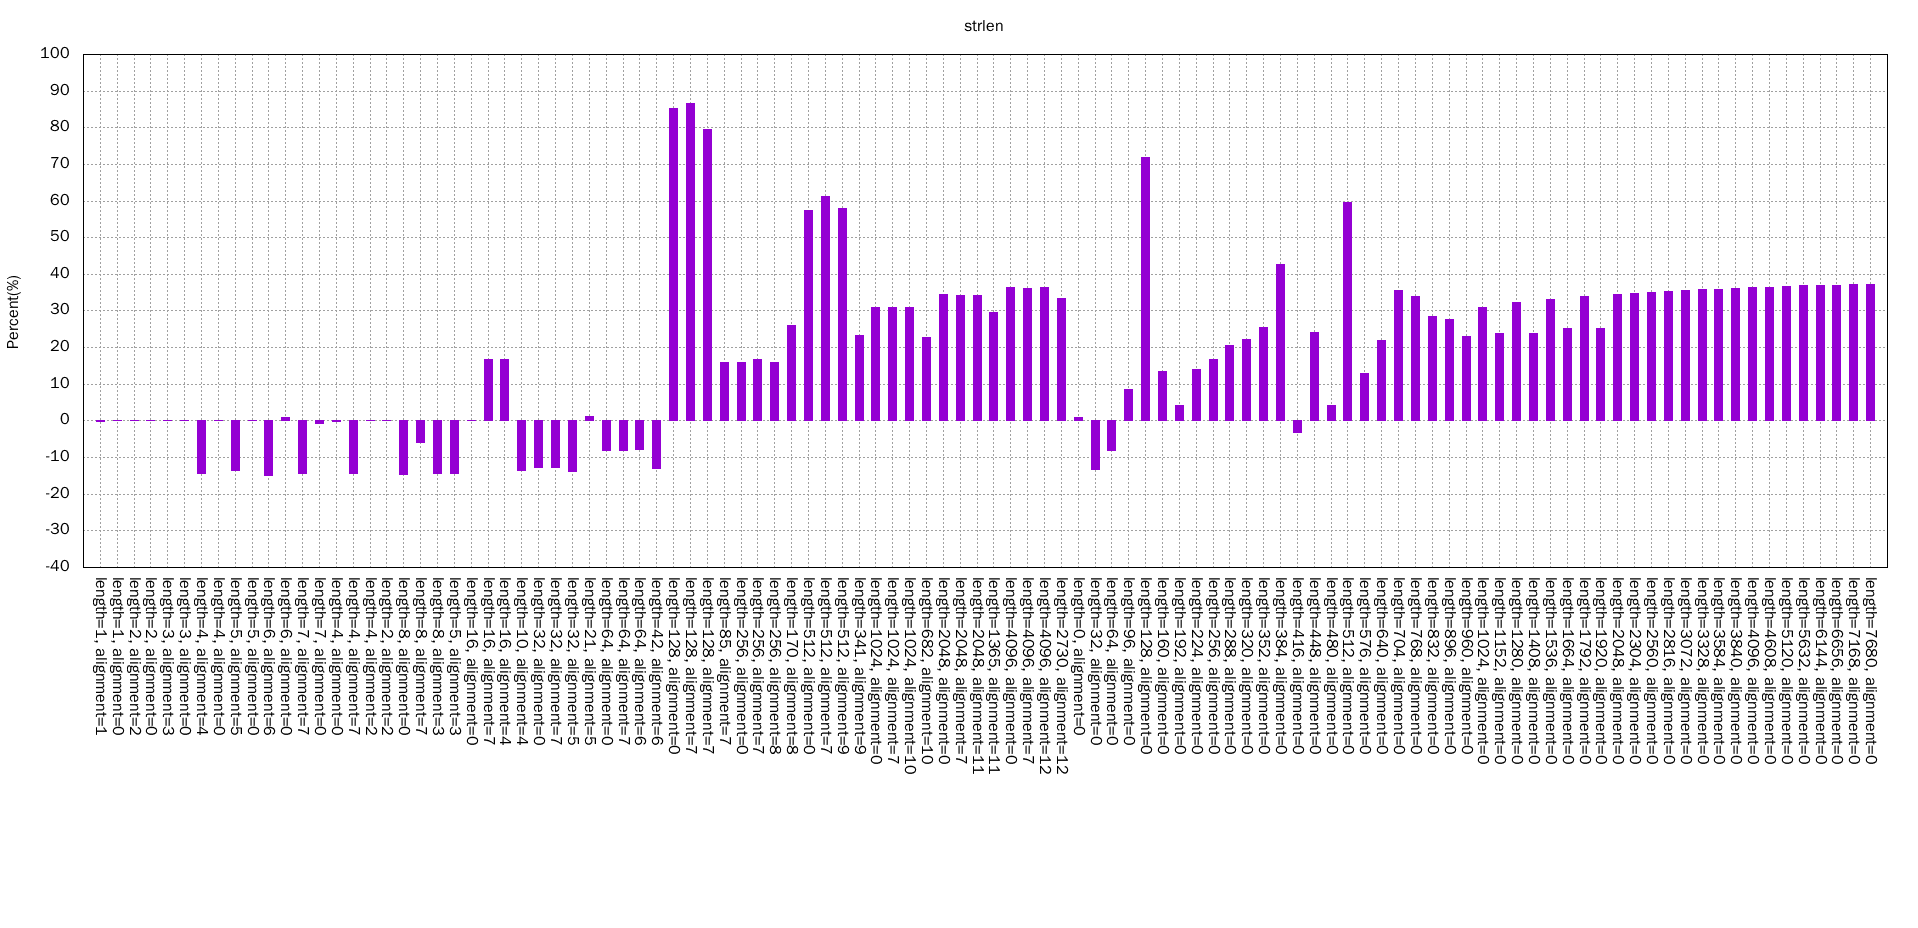 strlen
Percent(%)
100
90
80
70
60
50
40
30
20
10
0
-10
-20
-30
-40
length=1, alignment=1
length=1, alignment=0
length=2, alignment=2
length=2, alignment=0
length=3, alignment=3
length=3, alignment=0
length=4, alignment=4
length=4, alignment=0
length=5, alignment=5
length=5, alignment=0
length=6, alignment=6
length=6, alignment=0
length=7, alignment=7
length=7, alignment=0
length=4, alignment=0
length=4, alignment=7
length=2, alignment=2
length=2, alignment=2
length=8, alignment=0
length=8, alignment=7
length=8, alignment=3
length=5, alignment=3
length=16, alignment=0
length=16, alignment=7
length=16, alignment=4
length=10, alignment=4
length=32, alignment=0
length=32, alignment=7
length=32, alignment=5
length=21, alignment=5
length=64, alignment=0
length=64, alignment=7
length=64, alignment=6
length=42, alignment=6
length=128, alignment=0
length=128, alignment=7
length=128, alignment=7
length=85, alignment=7
length=256, alignment=0
length=256, alignment=7
length=256, alignment=8
length=170, alignment=8
length=512, alignment=0
length=512, alignment=7
length=512, alignment=9
length=341, alignment=9
length=1024, alignment=0
length=1024, alignment=7
length=1024, alignment=10
length=682, alignment=10
length=2048, alignment=0
length=2048, alignment=7
length=2048, alignment=11
length=1365, alignment=11
length=4096, alignment=0
length=4096, alignment=7
length=4096, alignment=12
length=2730, alignment=12
length=0, alignment=0
length=32, alignment=0
length=64, alignment=0
length=96, alignment=0
length=128, alignment=0
length=160, alignment=0
length=192, alignment=0
length=224, alignment=0
length=256, alignment=0
length=288, alignment=0
length=320, alignment=0
length=352, alignment=0
length=384, alignment=0
length=416, alignment=0
length=448, alignment=0
length=480, alignment=0
length=512, alignment=0
length=576, alignment=0
length=640, alignment=0
length=704, alignment=0
length=768, alignment=0
length=832, alignment=0
length=896, alignment=0
length=960, alignment=0
length=1024, alignment=0
length=1152, alignment=0
length=1280, alignment=0
length=1408, alignment=0
length=1536, alignment=0
length=1664, alignment=0
length=1792, alignment=0
length=1920, alignment=0
length=2048, alignment=0
length=2304, alignment=0
length=2560, alignment=0
length=2816, alignment=0
length=3072, alignment=0
length=3328, alignment=0
length=3584, alignment=0
length=3840, alignment=0
length=4096, alignment=0
length=4608, alignment=0
length=5120, alignment=0
length=5632, alignment=0
length=6144, alignment=0
length=6656, alignment=0
length=7168, alignment=0
length=7680, alignment=0